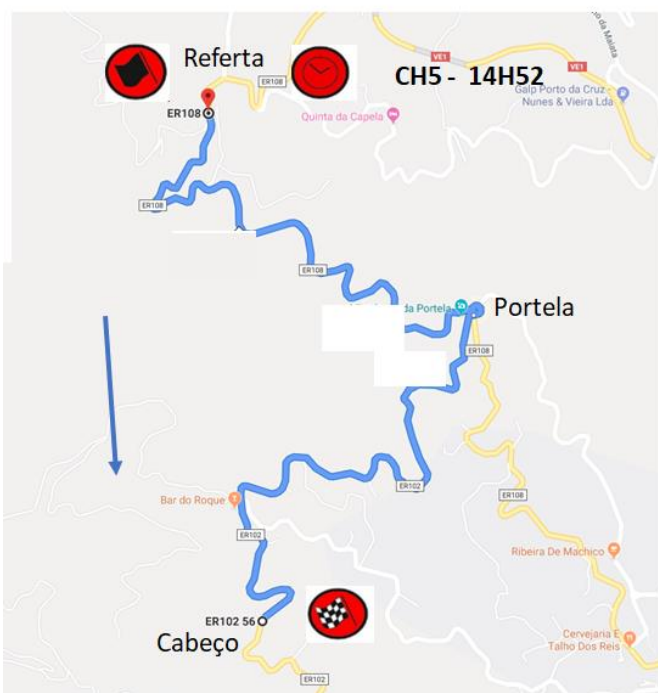 Referta
CH5 - 14H52
VE1
VE1
ER108
Galp Porto da Cruz -
Nunes & Vieira Lda
ER108
Quinta da Capela
ER108
ER108
da Portela
Portela
ER108
ER102
Bar do Roque
ER108
ER102
Ribeira De Machico
ER102 56
Cabeço
Cervejaria E
Talho Dos Reis
ER102